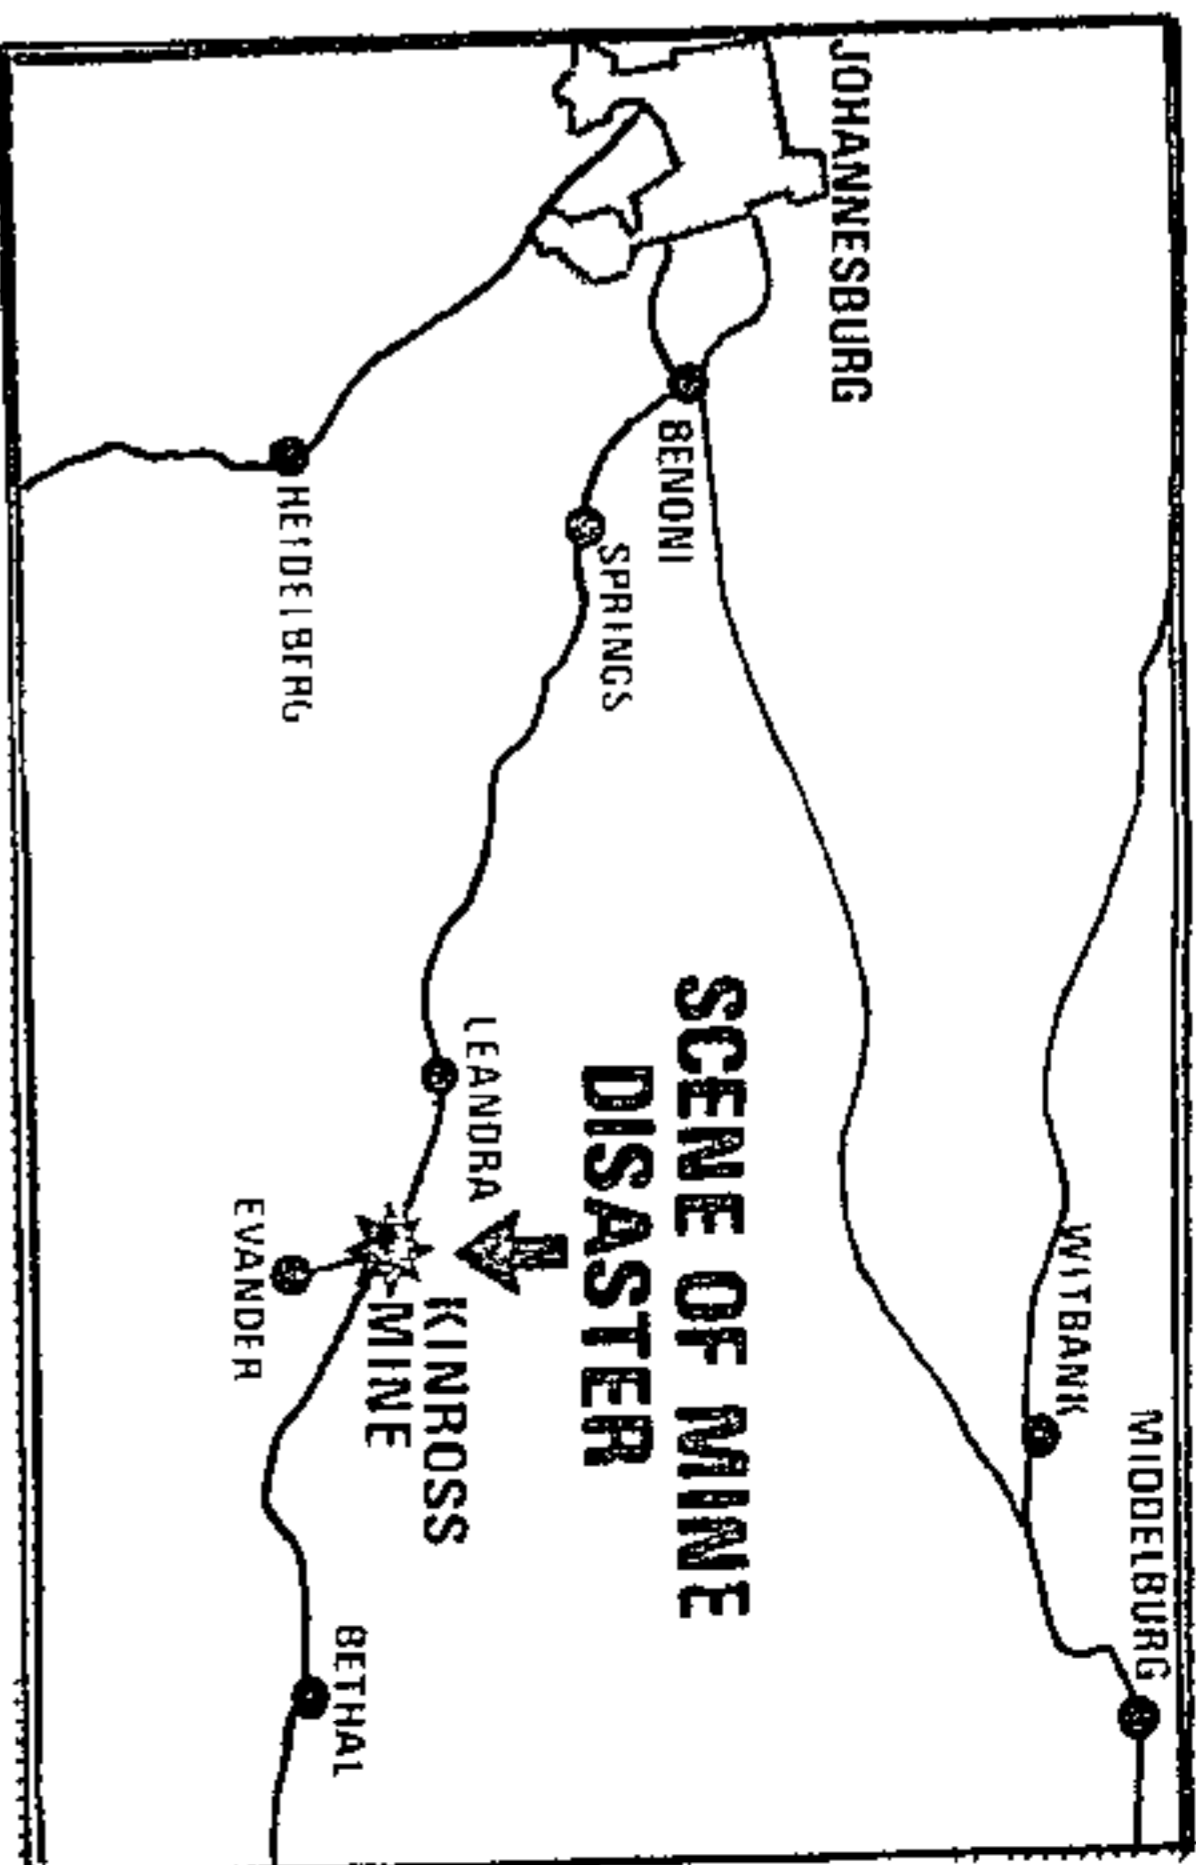 JOHANNESBURG
MIDDELBURG
WITBANK
BENONI
SPRINGS
SCENE OF MINE
DISASTER
LEANDRA
KINROSS
MINE
HEIDELBERG
EVANDER
BETHAL